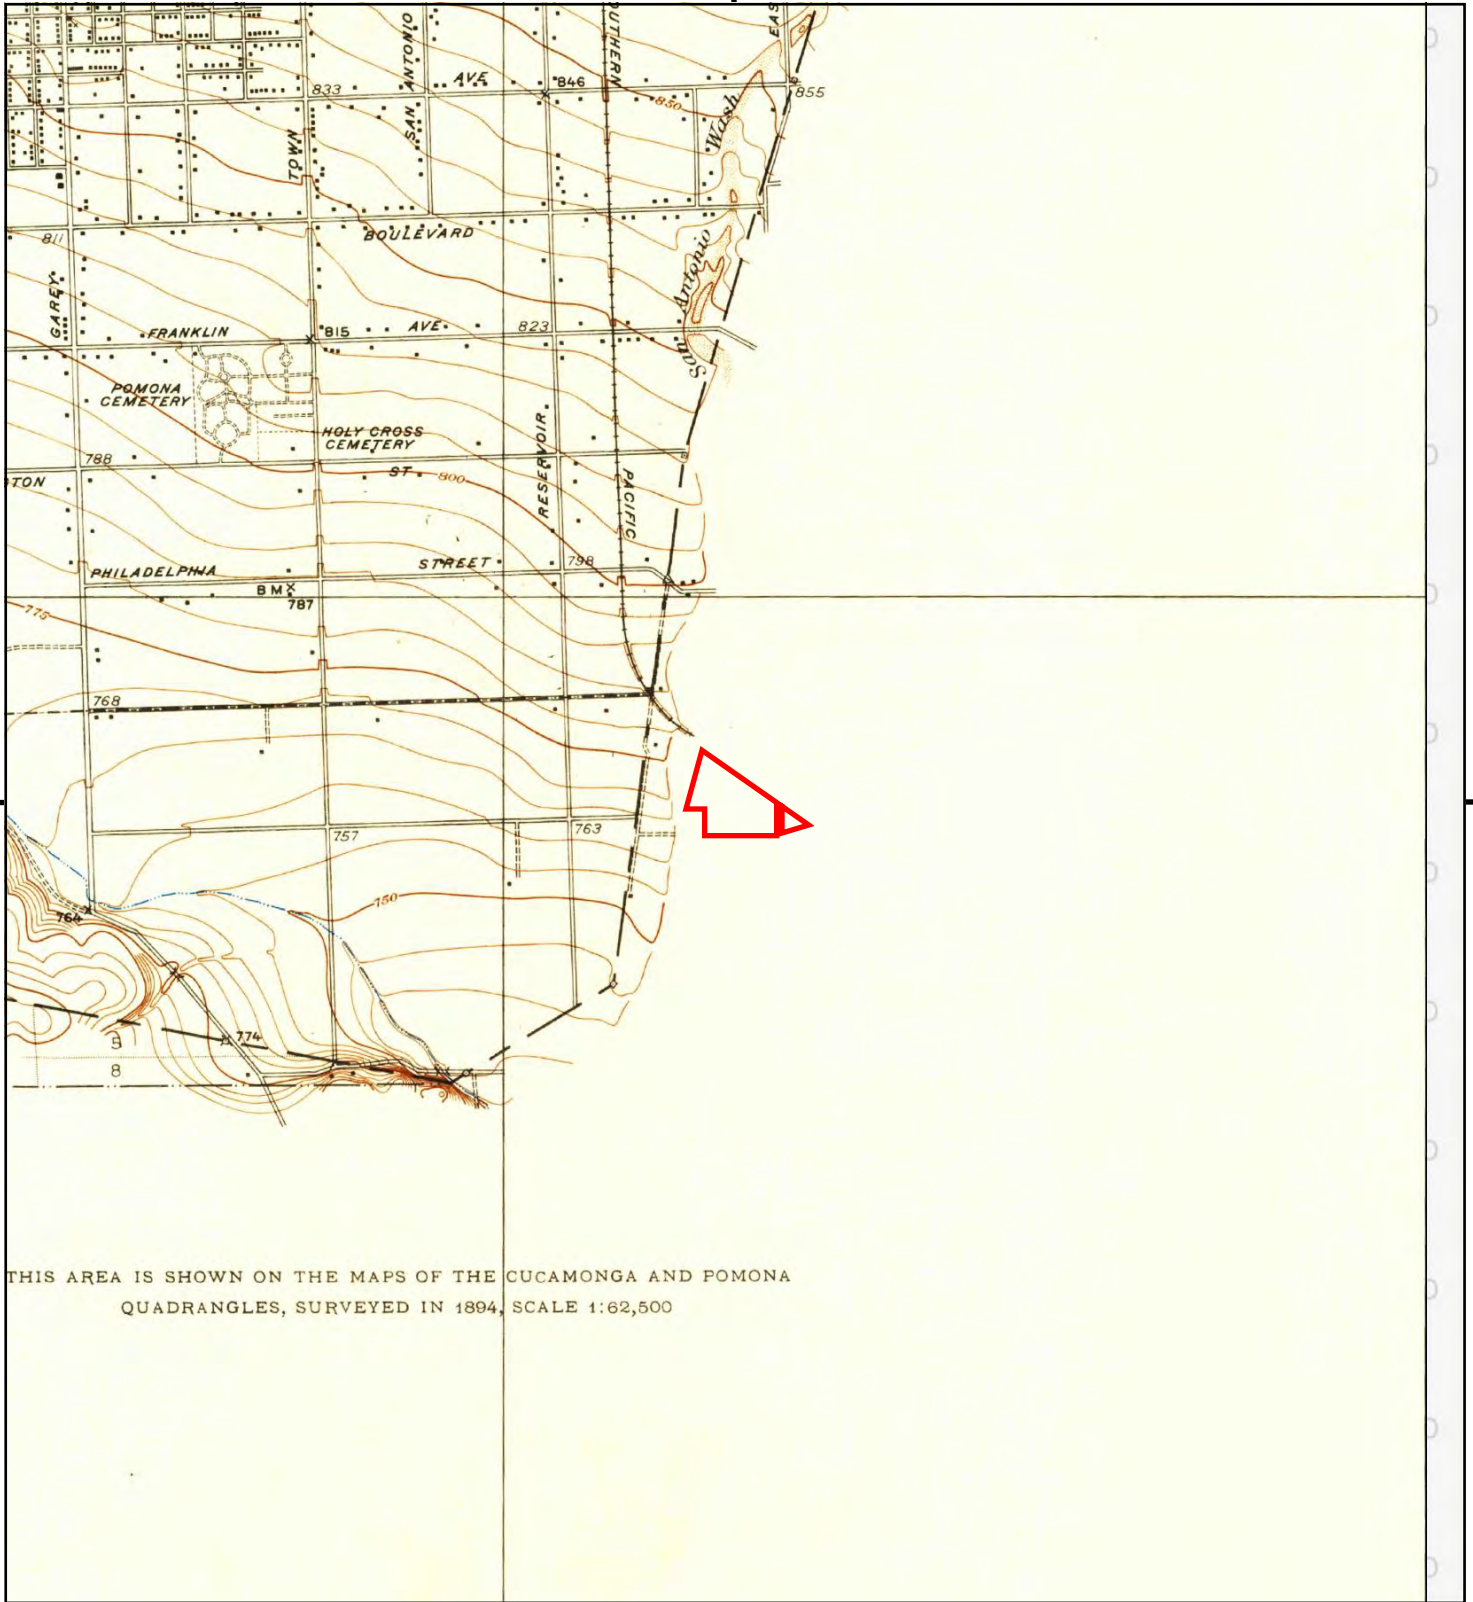 OUTHERN
EAS
SAN ANTONIO
AVE
846
833
850
855
Wash
TOWN
811
BOULEVARD
San Antonio
GAREY
FRANKLIN
815
AVE
823
POMONA
CEMETERY
HOLY CROSS
CEMETERY
RESERVOIR
788
ST
800
PACIFIC
TON
PHILADELPHIA
STREET
798
BM
787
775
768
757
763
750
764
774
5
8
THIS AREA IS SHOWN ON THE MAPS OF THE CUCAMONGA AND POMONA
QUADRANGLES, SURVEYED IN 1894, SCALE 1:62,500